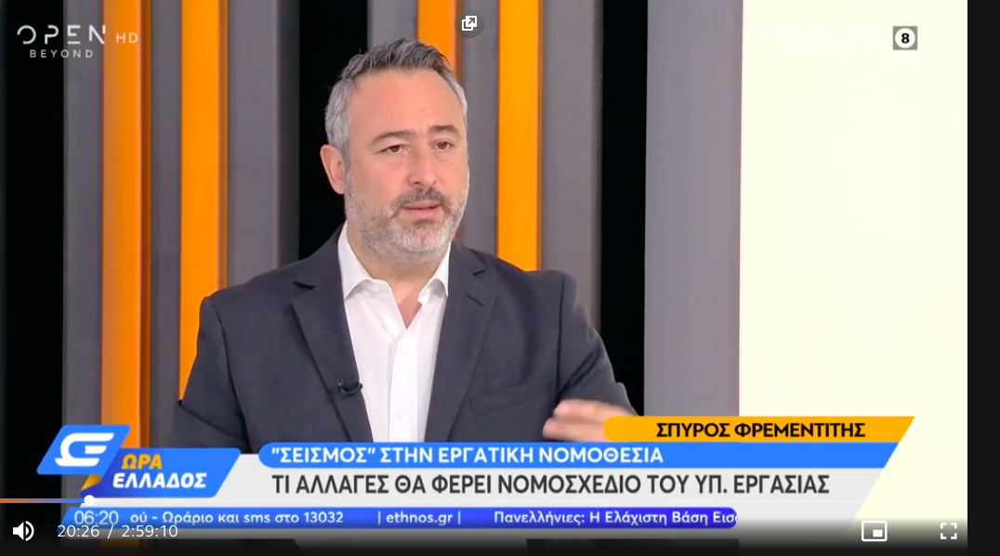 OPEN HD
BEYOND
8
ΣΠΥΡΟΣ ΦΡΕΜΕΝΤΙΤΗΣ
"ΣΕΙΣΜΟΣ" ΣΤΗΝ ΕΡΓΑΤΙΚΗ ΝΟΜΟΘΕΣΙΑ
ΩΡΑ
ΕΛΛΑΔΟΣ
ΤΙ ΑΛΛΑΓΕΣ ΘΑ ΦΕΡΕΙ ΝΟΜΟΣΧΕΔΙΟ ΤΟΥ ΥΠ. ΕΡΓΑΣΙΑΣ
06:20 ού - Ωράριο και sms στο 13032 | ethnos.gr | Πανελλήνιες: Η Ελάχιστη Βάση Εισ
20:26 / 2:59:10